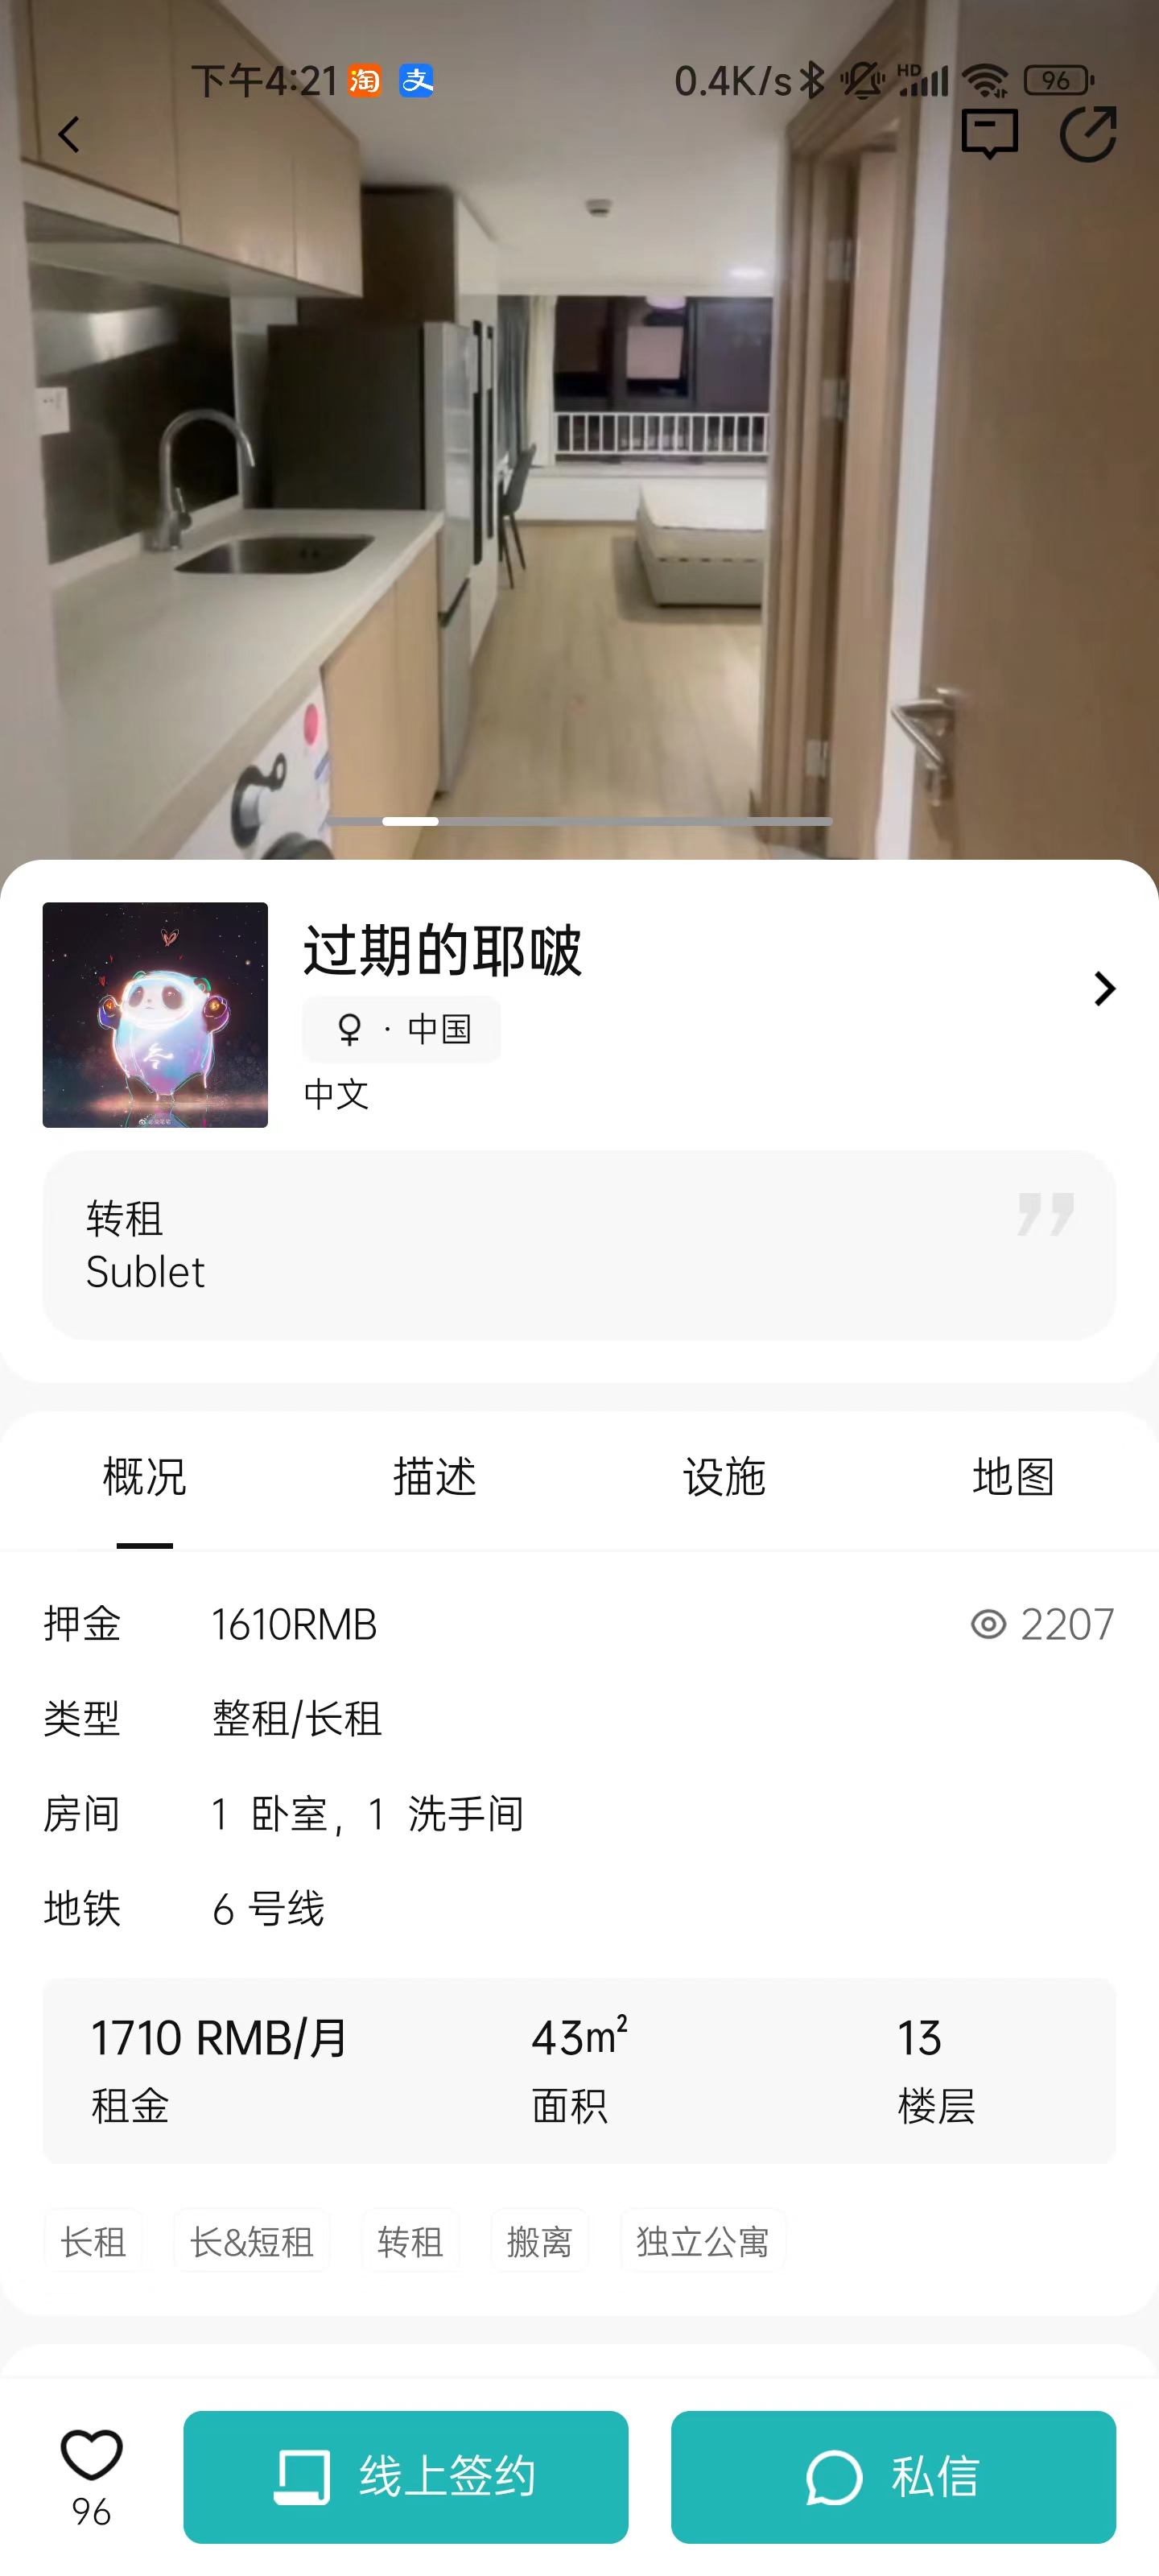 下午4:21 淘 支 0.4K/s HD 96
过期的耶啵
♀ · 中国
中文
转租
Sublet
概况 描述 设施 地图
押金 1610RMB 2207
类型 整租/长租
房间 1 卧室，1 洗手间
地铁 6 号线
1710 RMB/月 43m² 13
租金 面积 楼层
长租 长&短租 转租 搬离 独立公寓
96 线上签约 私信